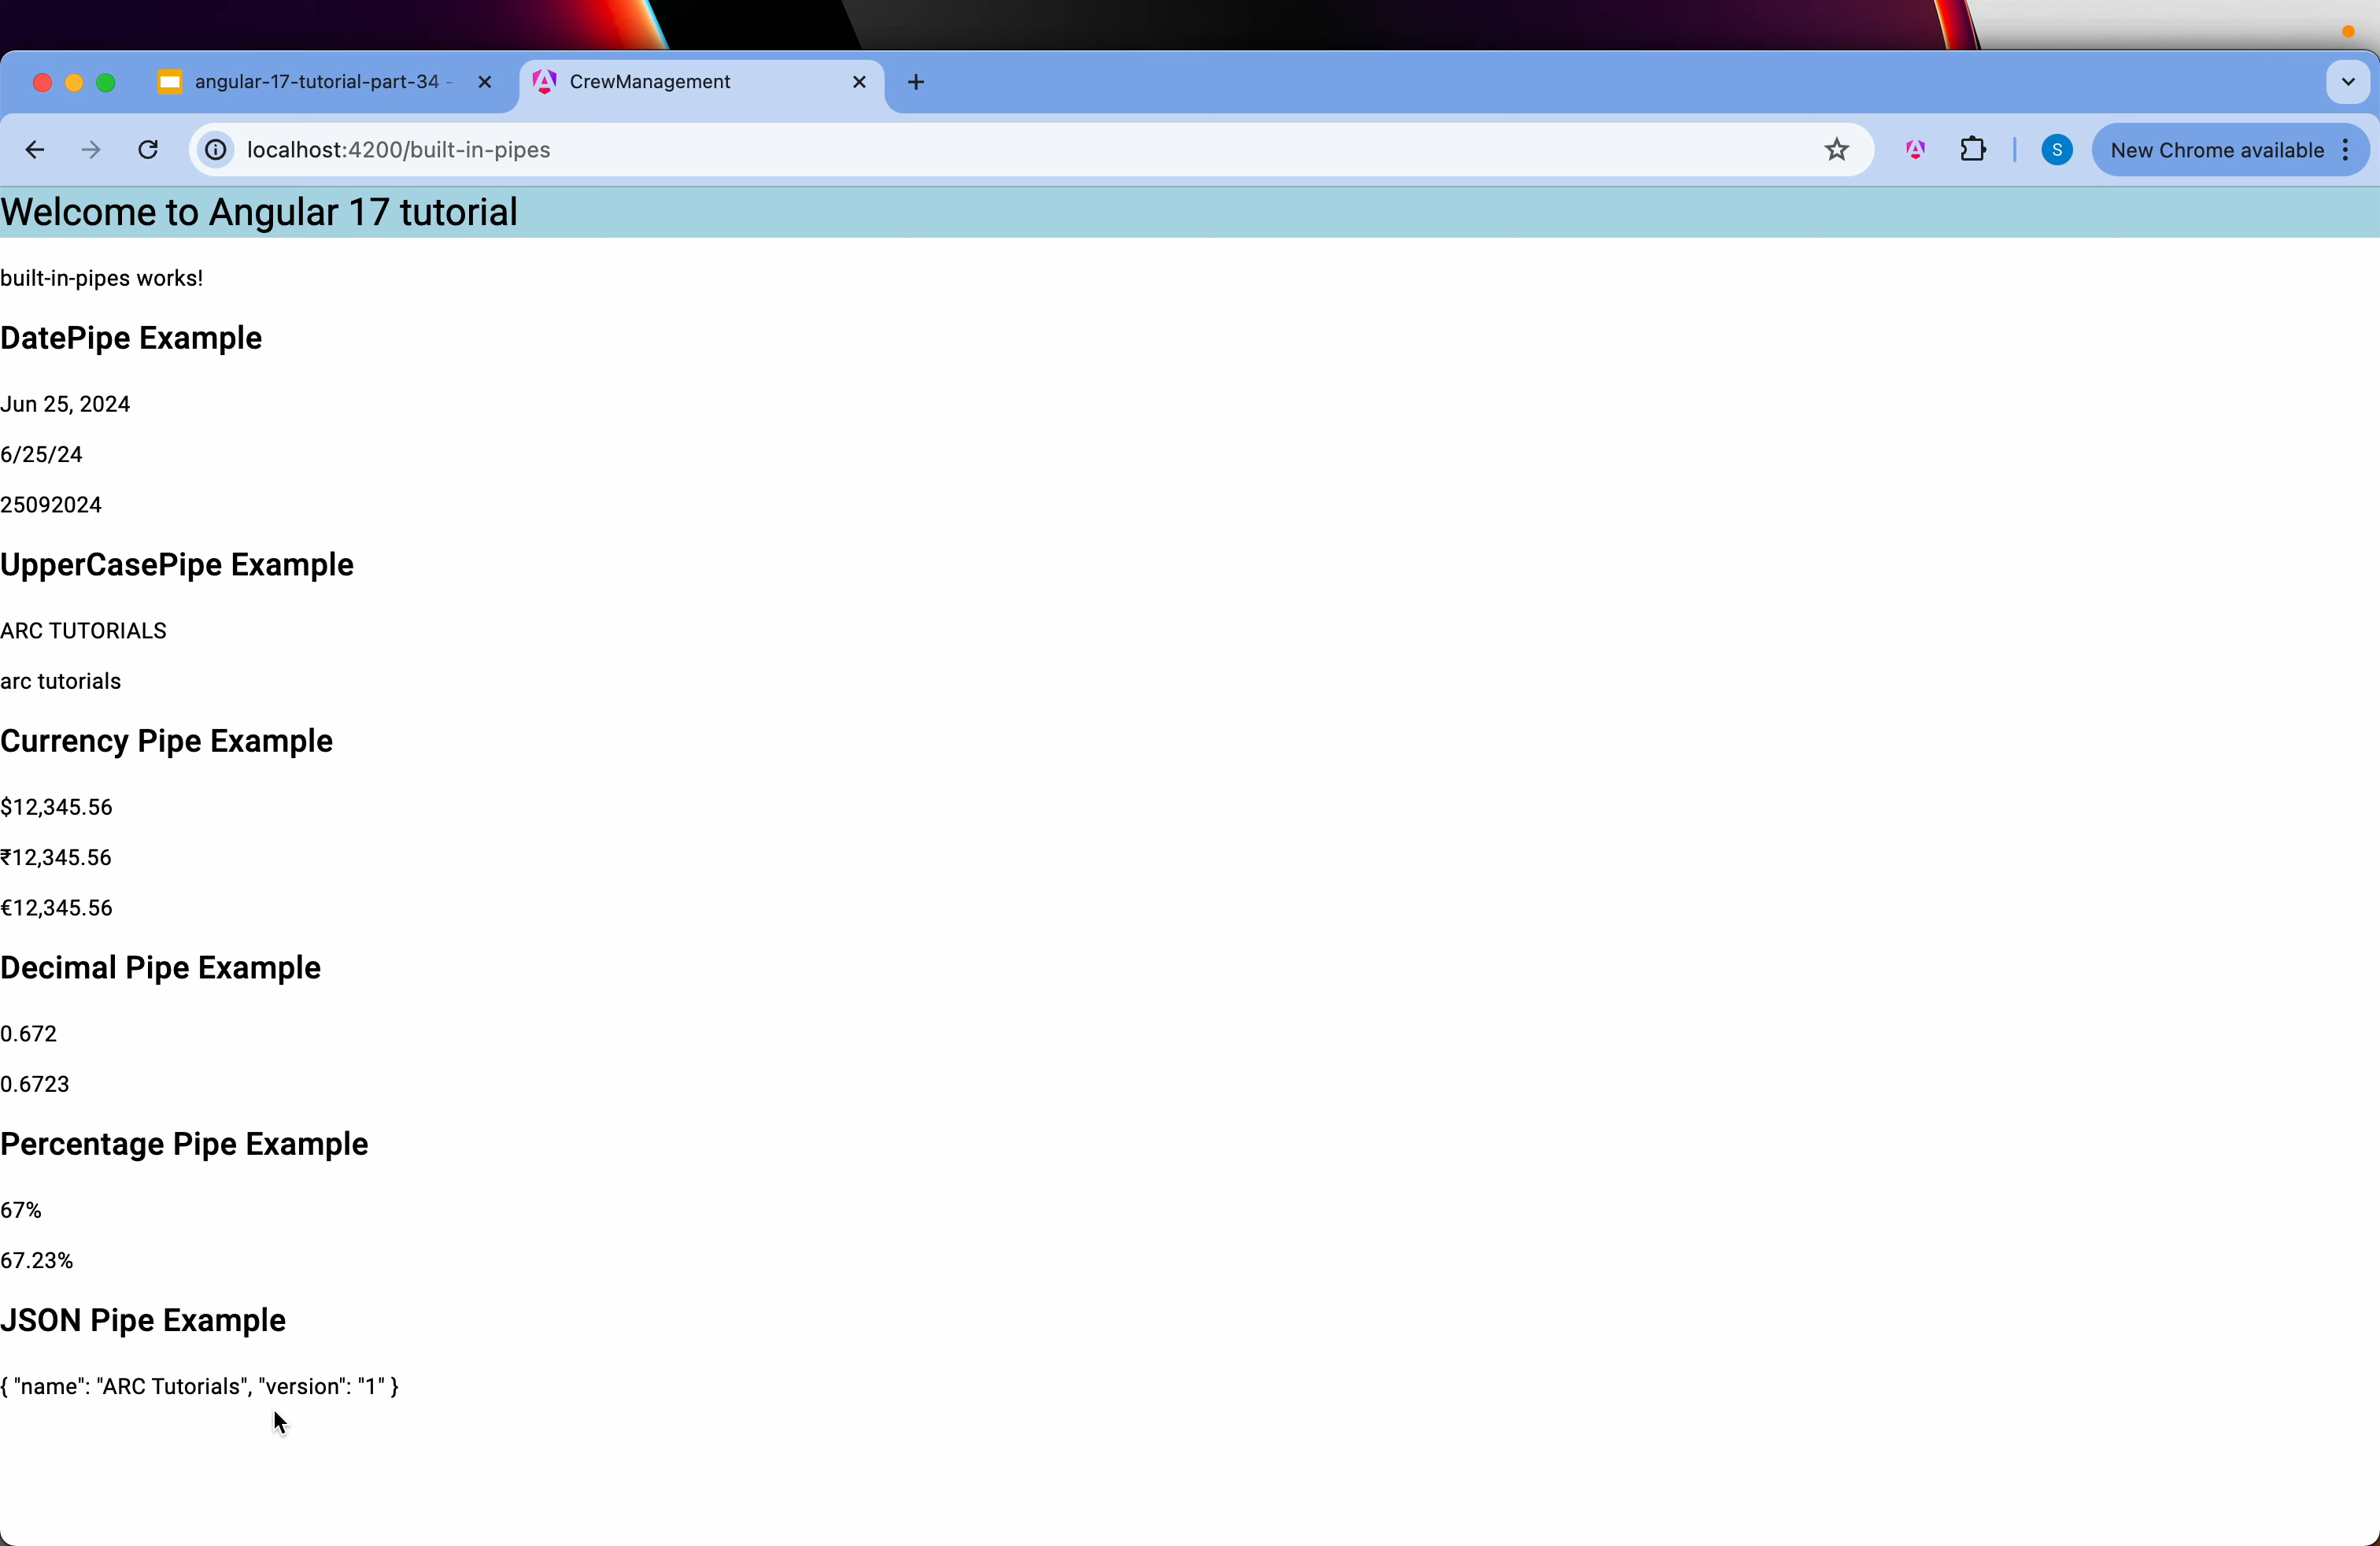 angular-17-tutorial-part-34 -
CrewManagement
localhost:4200/built-in-pipes
S
New Chrome available
Welcome to Angular 17 tutorial
built-in-pipes works!
DatePipe Example
Jun 25, 2024
6/25/24
25092024
UpperCasePipe Example
ARC TUTORIALS
arc tutorials
Currency Pipe Example
$12,345.56
₹12,345.56
€12,345.56
Decimal Pipe Example
0.672
0.6723
Percentage Pipe Example
67%
67.23%
JSON Pipe Example
{ "name": "ARC Tutorials", "version": "1" }